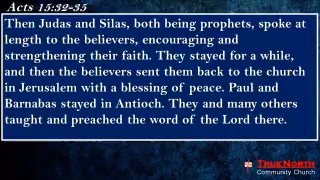 Acts 15:32-35
Then Judas and Silas, both being prophets, spoke at
length to the believers, encouraging and
strengthening their faith. They stayed for a while,
and then the believers sent them back to the church
in Jerusalem with a blessing of peace. Paul and
Barnabas stayed in Antioch. They and many others
taught and preached the word of the Lord there.
TRUENORTH
Community Church